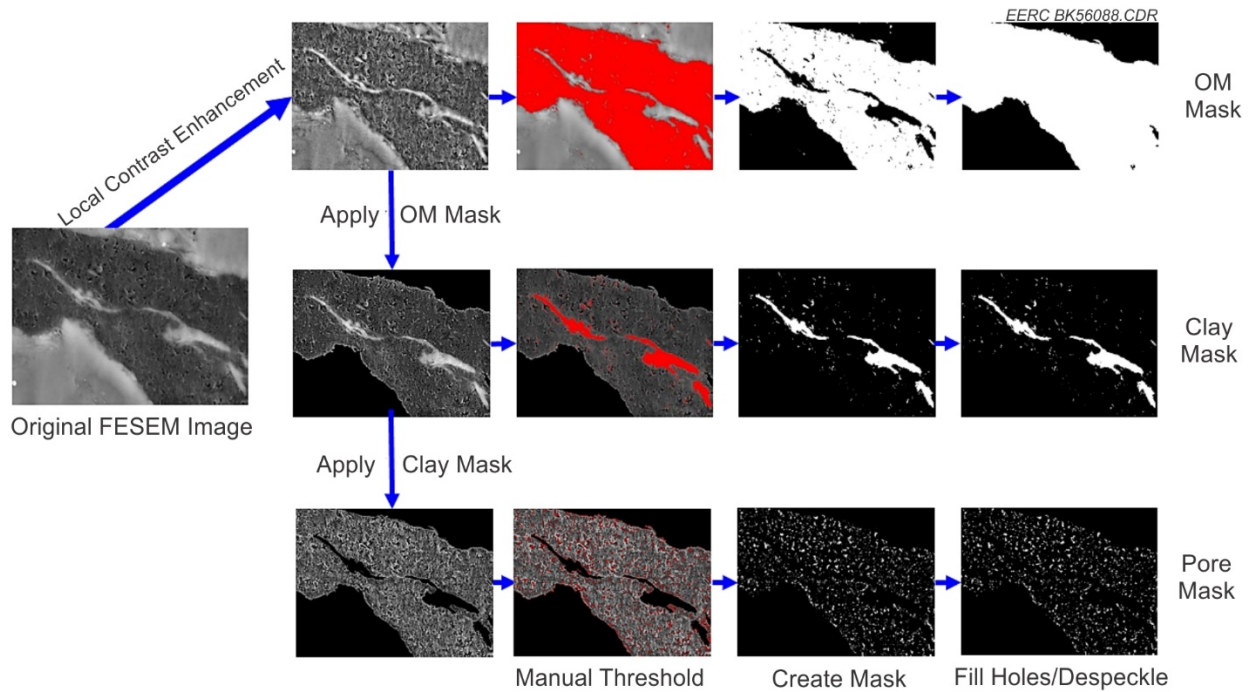 EERC BK56088.CDR
OM
Mask
Local Contrast Enhancement
Apply OM Mask
Original FESEM Image
Clay
Mask
Apply Clay Mask
Pore
Mask
Manual Threshold
Create Mask
Fill Holes/Despeckle